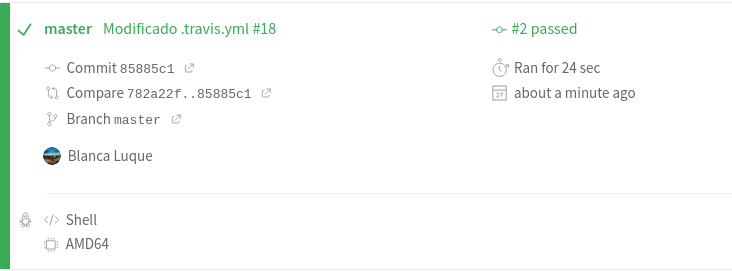 master Modificado .travis.yml #18
#2 passed
Commit 85885c1
Ran for 24 sec
Compare 782a22f..85885c1
about a minute ago
Branch master
Blanca Luque
Shell
AMD64